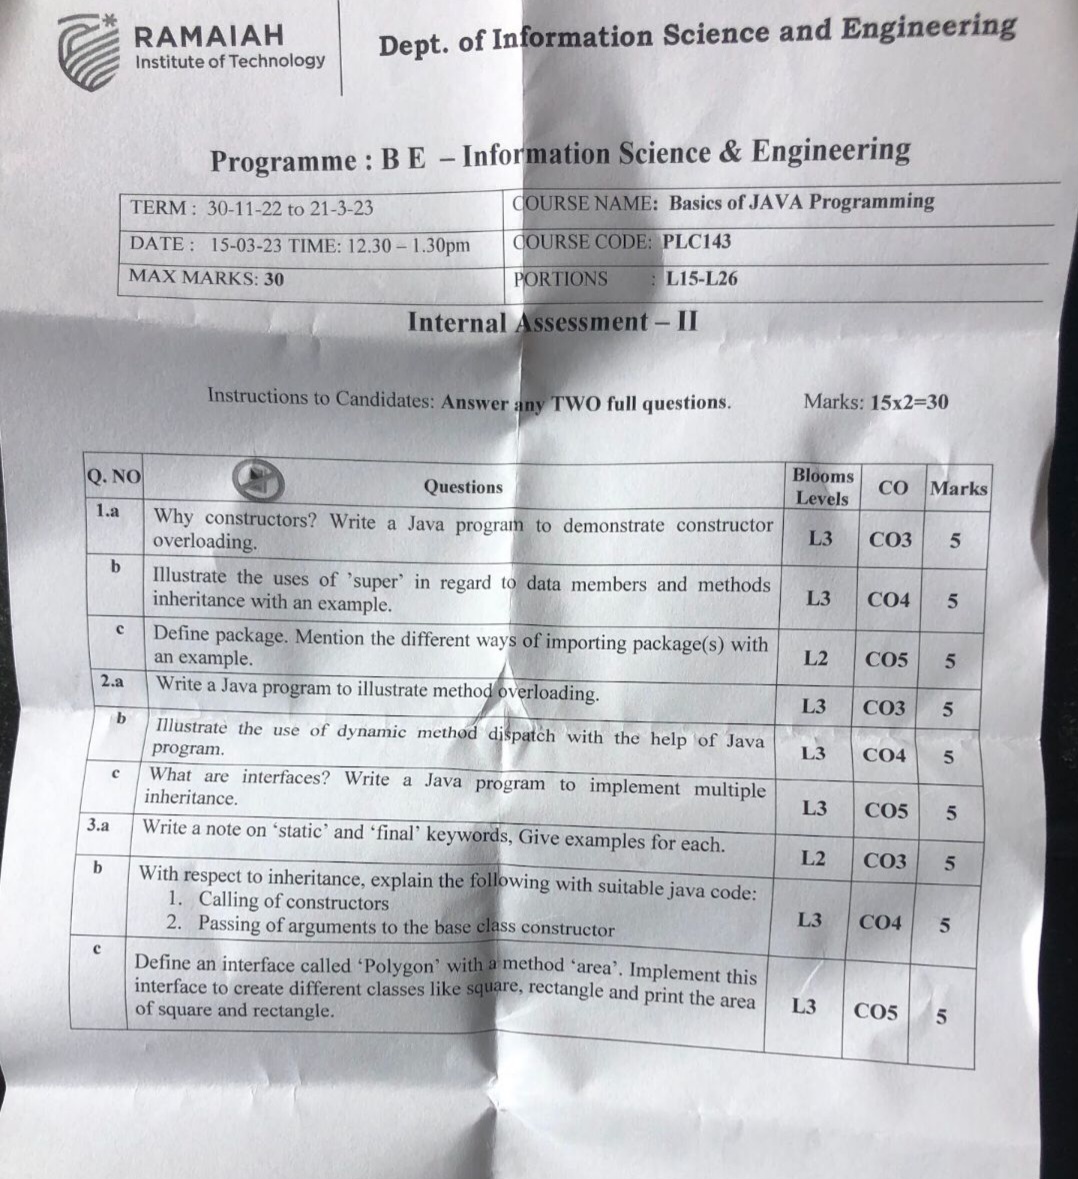 RAMAIAH
Institute of Technology
Dept. of Information Science and Engineering
Programme : B E – Information Science & Engineering
TERM : 30-11-22 to 21-3-23
COURSE NAME: Basics of JAVA Programming
DATE : 15-03-23 TIME: 12.30 – 1.30pm
COURSE CODE: PLC143
MAX MARKS: 30
PORTIONS : L15-L26
Internal Assessment – II
Instructions to Candidates: Answer any TWO full questions. Marks: 15x2=30
Q. NO Questions Blooms Levels CO Marks
1.a Why constructors? Write a Java program to demonstrate constructor
overloading. L3 CO3 5
b Illustrate the uses of 'super' in regard to data members and methods
inheritance with an example. L3 CO4 5
c Define package. Mention the different ways of importing package(s) with
an example. L2 CO5 5
2.a Write a Java program to illustrate method overloading. L3 CO3 5
b Illustrate the use of dynamic method dispatch with the help of Java
program. L3 CO4 5
c What are interfaces? Write a Java program to implement multiple
inheritance. L3 CO5 5
3.a Write a note on 'static' and 'final' keywords, Give examples for each. L2 CO3 5
b With respect to inheritance, explain the following with suitable java code:
1. Calling of constructors
2. Passing of arguments to the base class constructor L3 CO4 5
c Define an interface called 'Polygon' with a method 'area'. Implement this
interface to create different classes like square, rectangle and print the area
of square and rectangle. L3 CO5 5